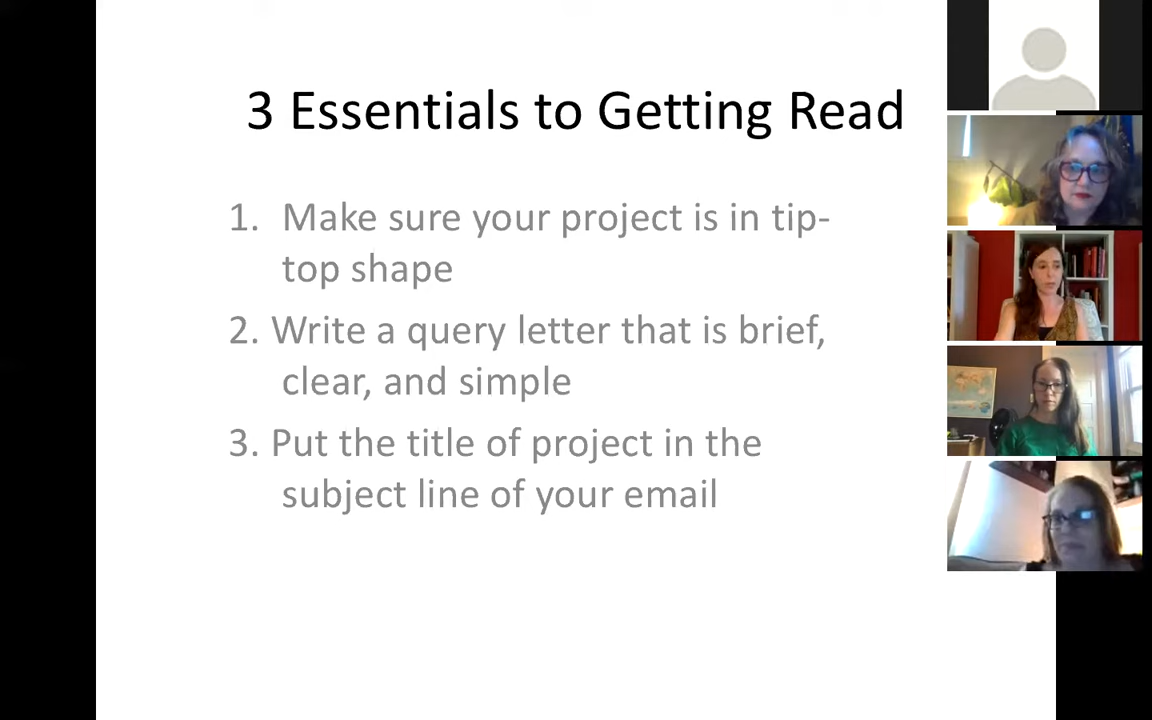 3 Essentials to Getting Read
1. Make sure your project is in tip-
top shape
2. Write a query letter that is brief,
clear, and simple
3. Put the title of project in the
subject line of your email